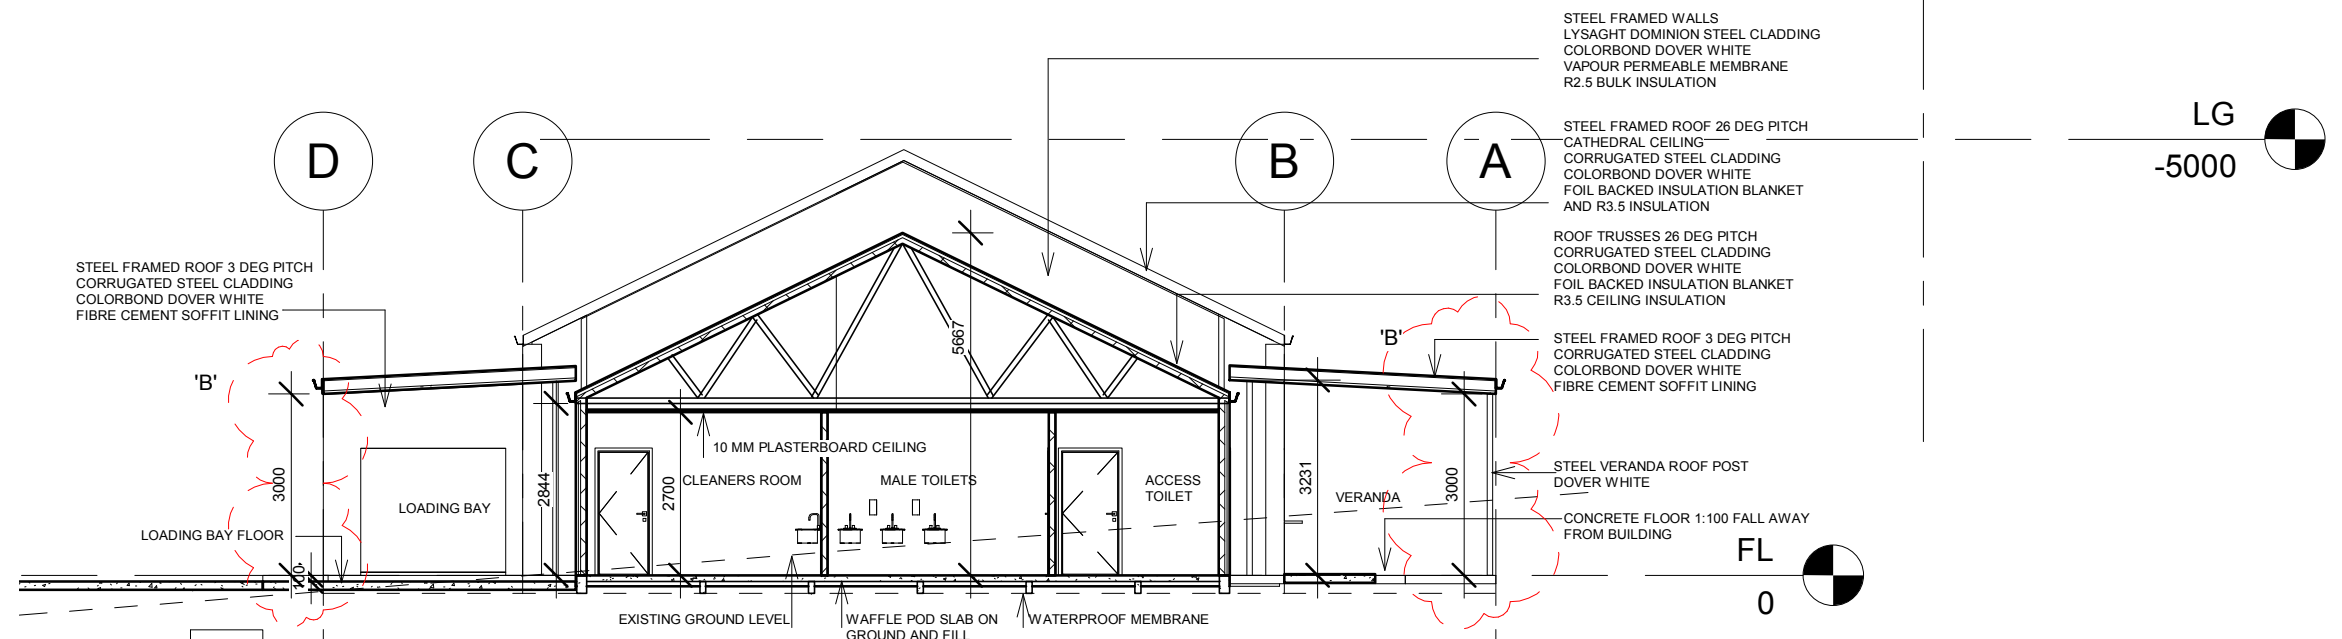 STEEL FRAMED WALLS
LYSAGHT DOMINION STEEL CLADDING
COLORBOND DOVER WHITE
VAPOUR PERMEABLE MEMBRANE
R2.5 BULK INSULATION
LG
-5000
D
C
B
A
STEEL FRAMED ROOF 26 DEG PITCH
CATHEDRAL CEILING
CORRUGATED STEEL CLADDING
COLORBOND DOVER WHITE
FOIL BACKED INSULATION BLANKET
AND R3.5 INSULATION
ROOF TRUSSES 26 DEG PITCH
CORRUGATED STEEL CLADDING
COLORBOND DOVER WHITE
FOIL BACKED INSULATION BLANKET
R3.5 CEILING INSULATION
STEEL FRAMED ROOF 3 DEG PITCH
CORRUGATED STEEL CLADDING
COLORBOND DOVER WHITE
FIBRE CEMENT SOFFIT LINING
'B'
5667
'B'
STEEL FRAMED ROOF 3 DEG PITCH
CORRUGATED STEEL CLADDING
COLORBOND DOVER WHITE
FIBRE CEMENT SOFFIT LINING
10 MM PLASTERBOARD CEILING
3000
LOADING BAY
2844
2700
CLEANERS ROOM
MALE TOILETS
ACCESS
TOILET
3231
VERANDA
3000
STEEL VERANDA ROOF POST
DOVER WHITE
LOADING BAY FLOOR
100
CONCRETE FLOOR 1:100 FALL AWAY
FROM BUILDING
FL
0
EXISTING GROUND LEVEL
WAFFLE POD SLAB ON
GROUND AND FILL
WATERPROOF MEMBRANE